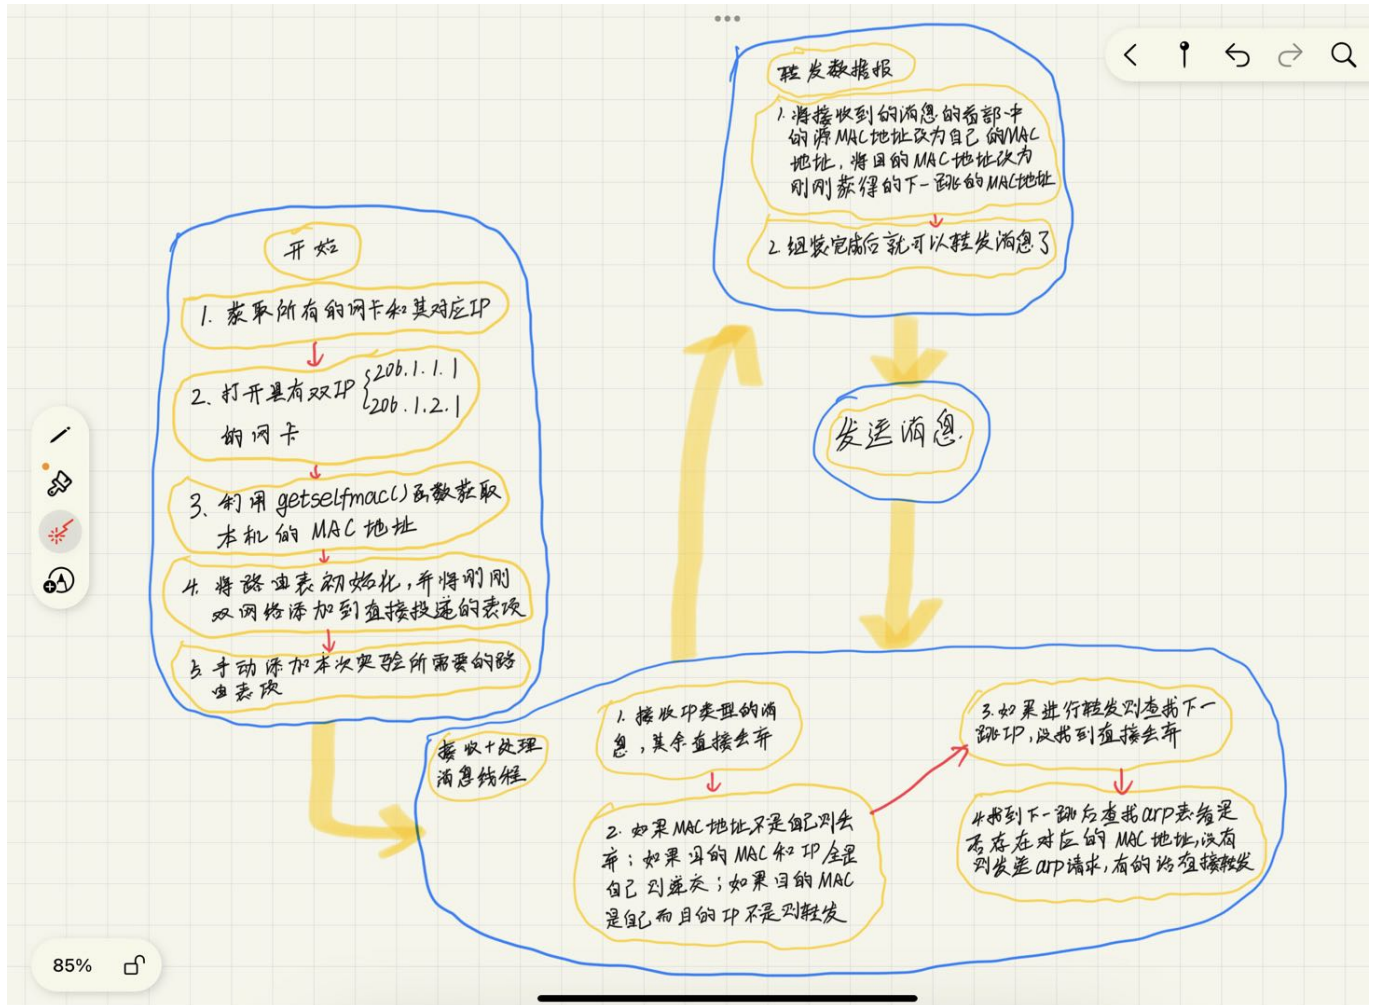 开始
1. 获取所有的网卡和其对应IP
2、打开具有双IP
206.1.1.1
206.1.2.1
的网卡
3、利用getselfmac()函数获取
本机的MAC地址
4. 将路由表初始化,并将刚刚
双网络添加到直接投递的表项
5. 手动添加本次实验所需要的路
由表项
转发数据报
1. 将接收到的消息的首部中
的源MAC地址改为自己的MAC
地址,将目的MAC地址改为
刚刚获得的下一跳的MAC地址
2. 组装完成后就可以转发消息了
发送消息
接收+处理
消息线程
1. 接收IP类型的消
息,其余直接丢弃
2. 如果MAC地址不是自己则丢
弃;如果目的MAC和IP全是
自己则递交;如果目的MAC
是自己而目的IP不是则转发
3. 如果进行转发则查找下一
跳IP,没找到直接丢弃
4. 找到下一跳后查找arp表看是
否存在对应的MAC地址,没有
则发送arp请求,有的话直接转发
85%